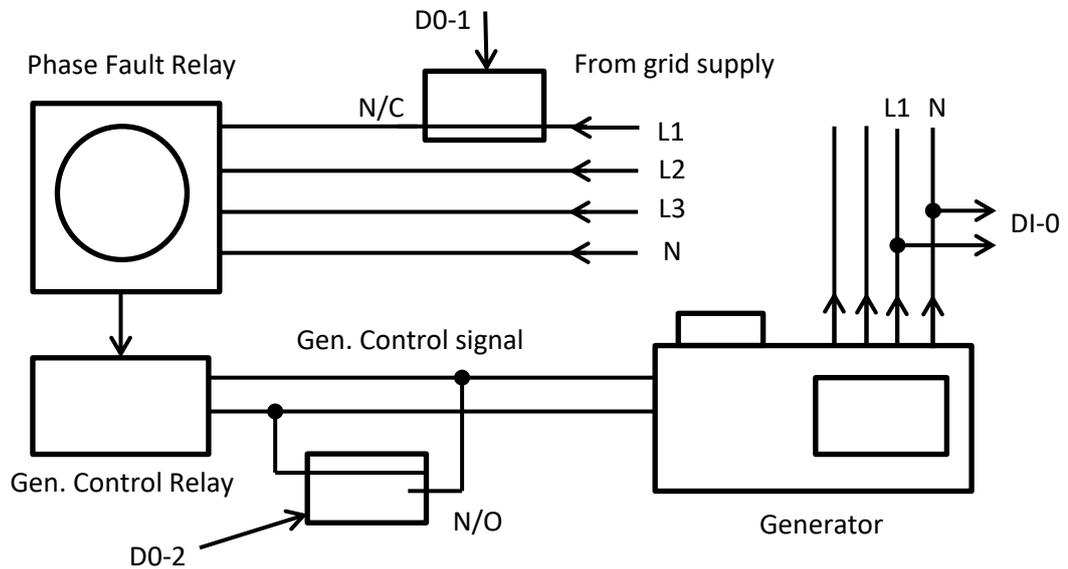 D0-1
Phase Fault Relay
From grid supply
N/C
L1
L2
L3
N
L1 N
DI-0
Gen. Control signal
Gen. Control Relay
N/O
D0-2
Generator